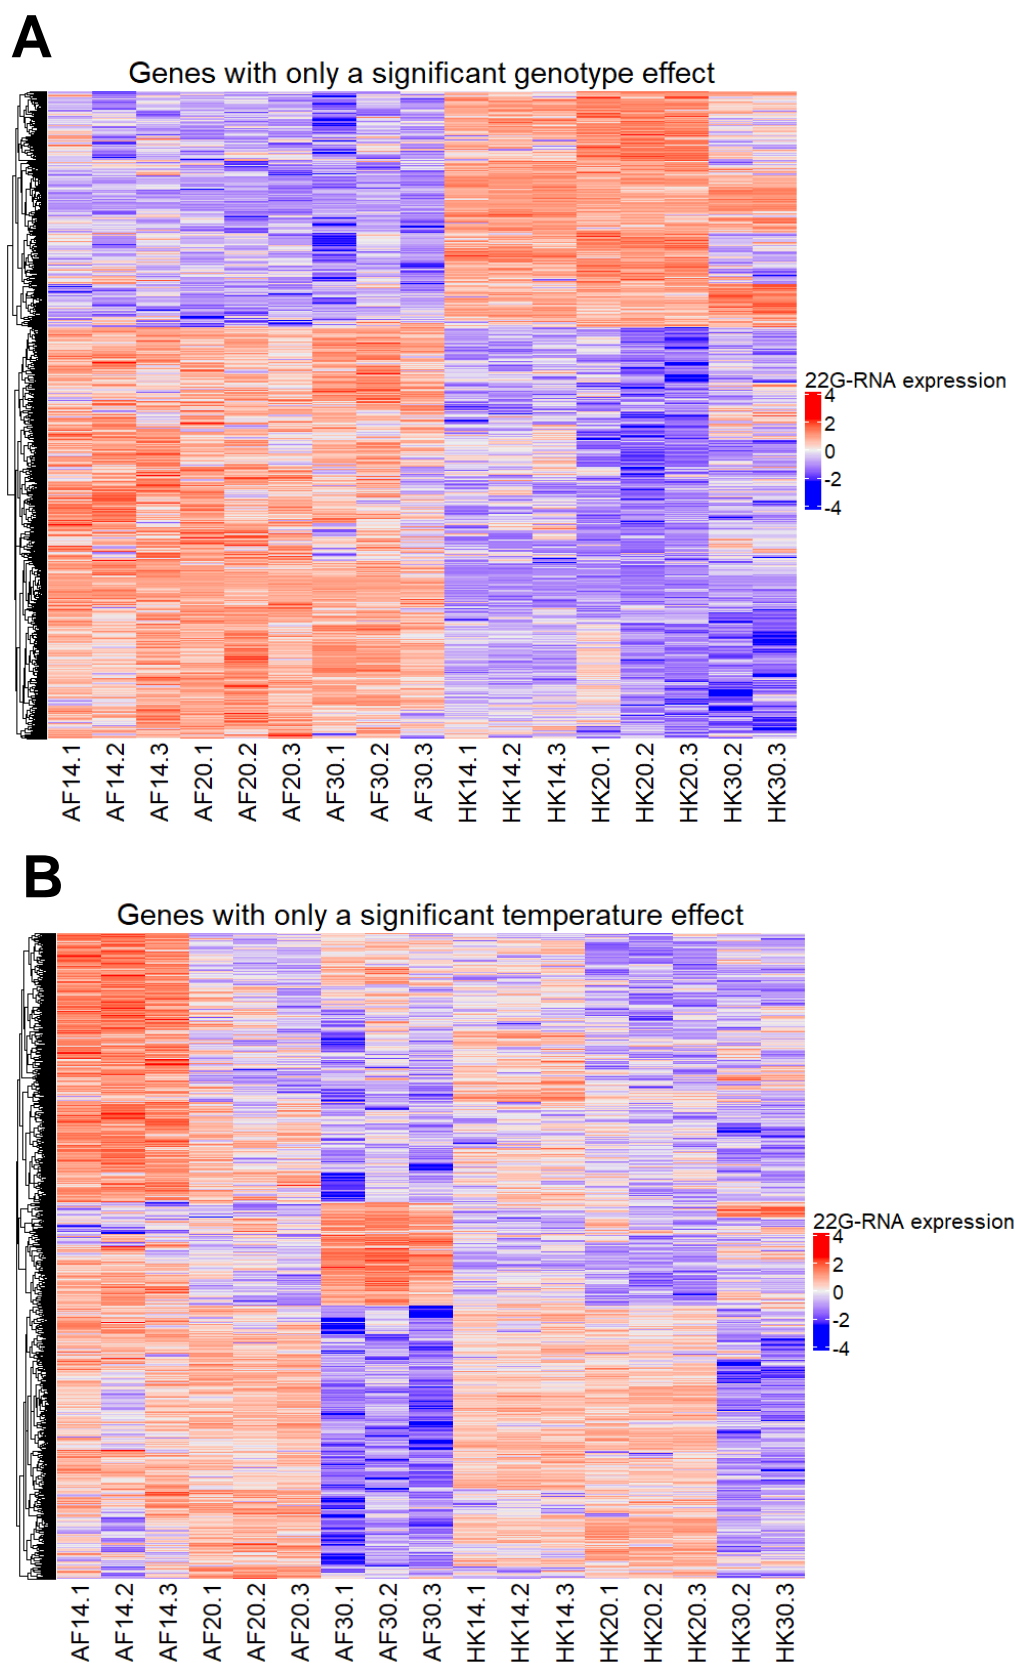 A
Genes with only a significant genotype effect
22G-RNA expression
4
2
0
-2
-4
AF14.1 AF14.2 AF14.3 AF20.1 AF20.2 AF20.3 AF30.1 AF30.2 AF30.3 HK14.1 HK14.2 HK14.3 HK20.1 HK20.2 HK20.3 HK30.2 HK30.3
B
Genes with only a significant temperature effect
22G-RNA expression
4
2
0
-2
-4
AF14.1 AF14.2 AF14.3 AF20.1 AF20.2 AF20.3 AF30.1 AF30.2 AF30.3 HK14.1 HK14.2 HK14.3 HK20.1 HK20.2 HK20.3 HK30.2 HK30.3